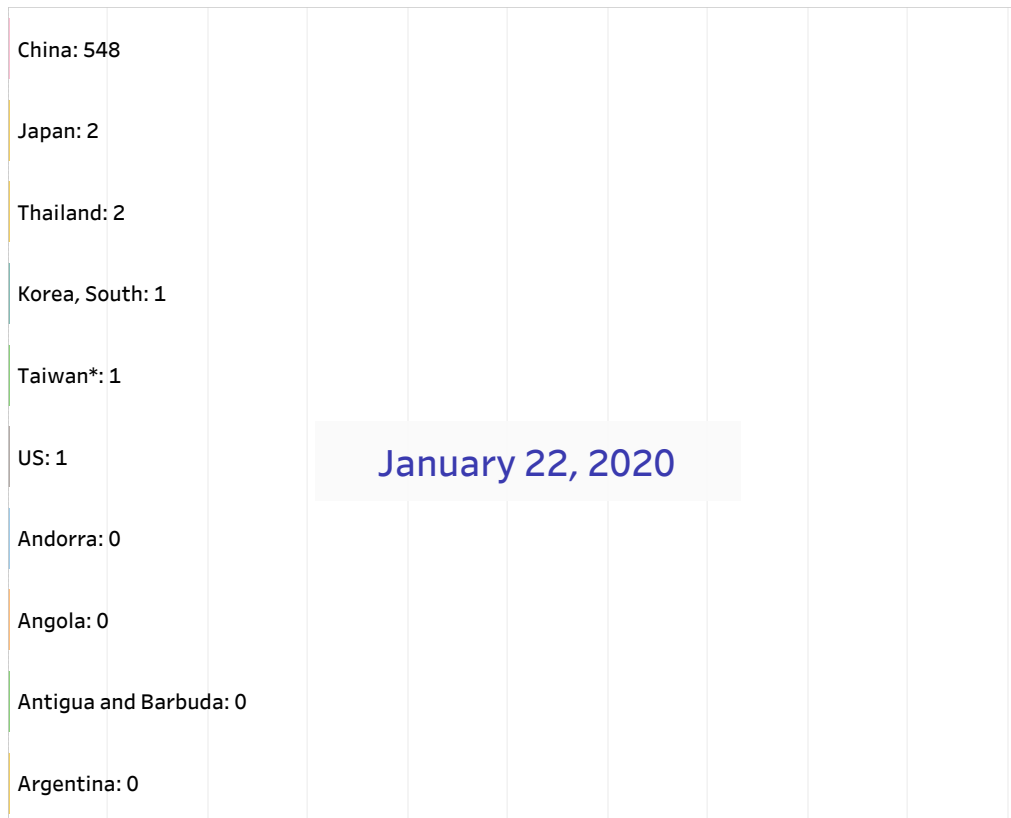 China: 548
Japan: 2
Thailand: 2
Korea, South: 1
Taiwan*: 1
US: 1
January 22, 2020
Andorra: 0
Angola: 0
Antigua and Barbuda: 0
Argentina: 0